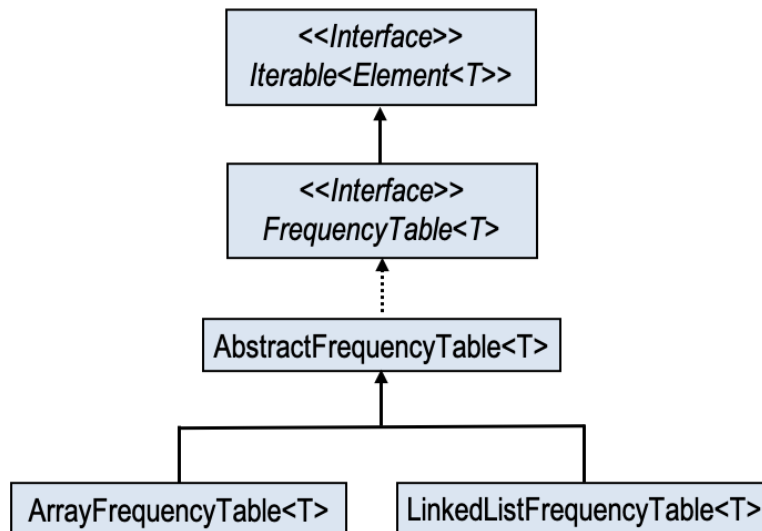 <<Interface>>
Iterable<Element<T>>
<<Interface>>
FrequencyTable<T>
AbstractFrequencyTable<T>
ArrayFrequencyTable<T>
LinkedListFrequencyTable<T>